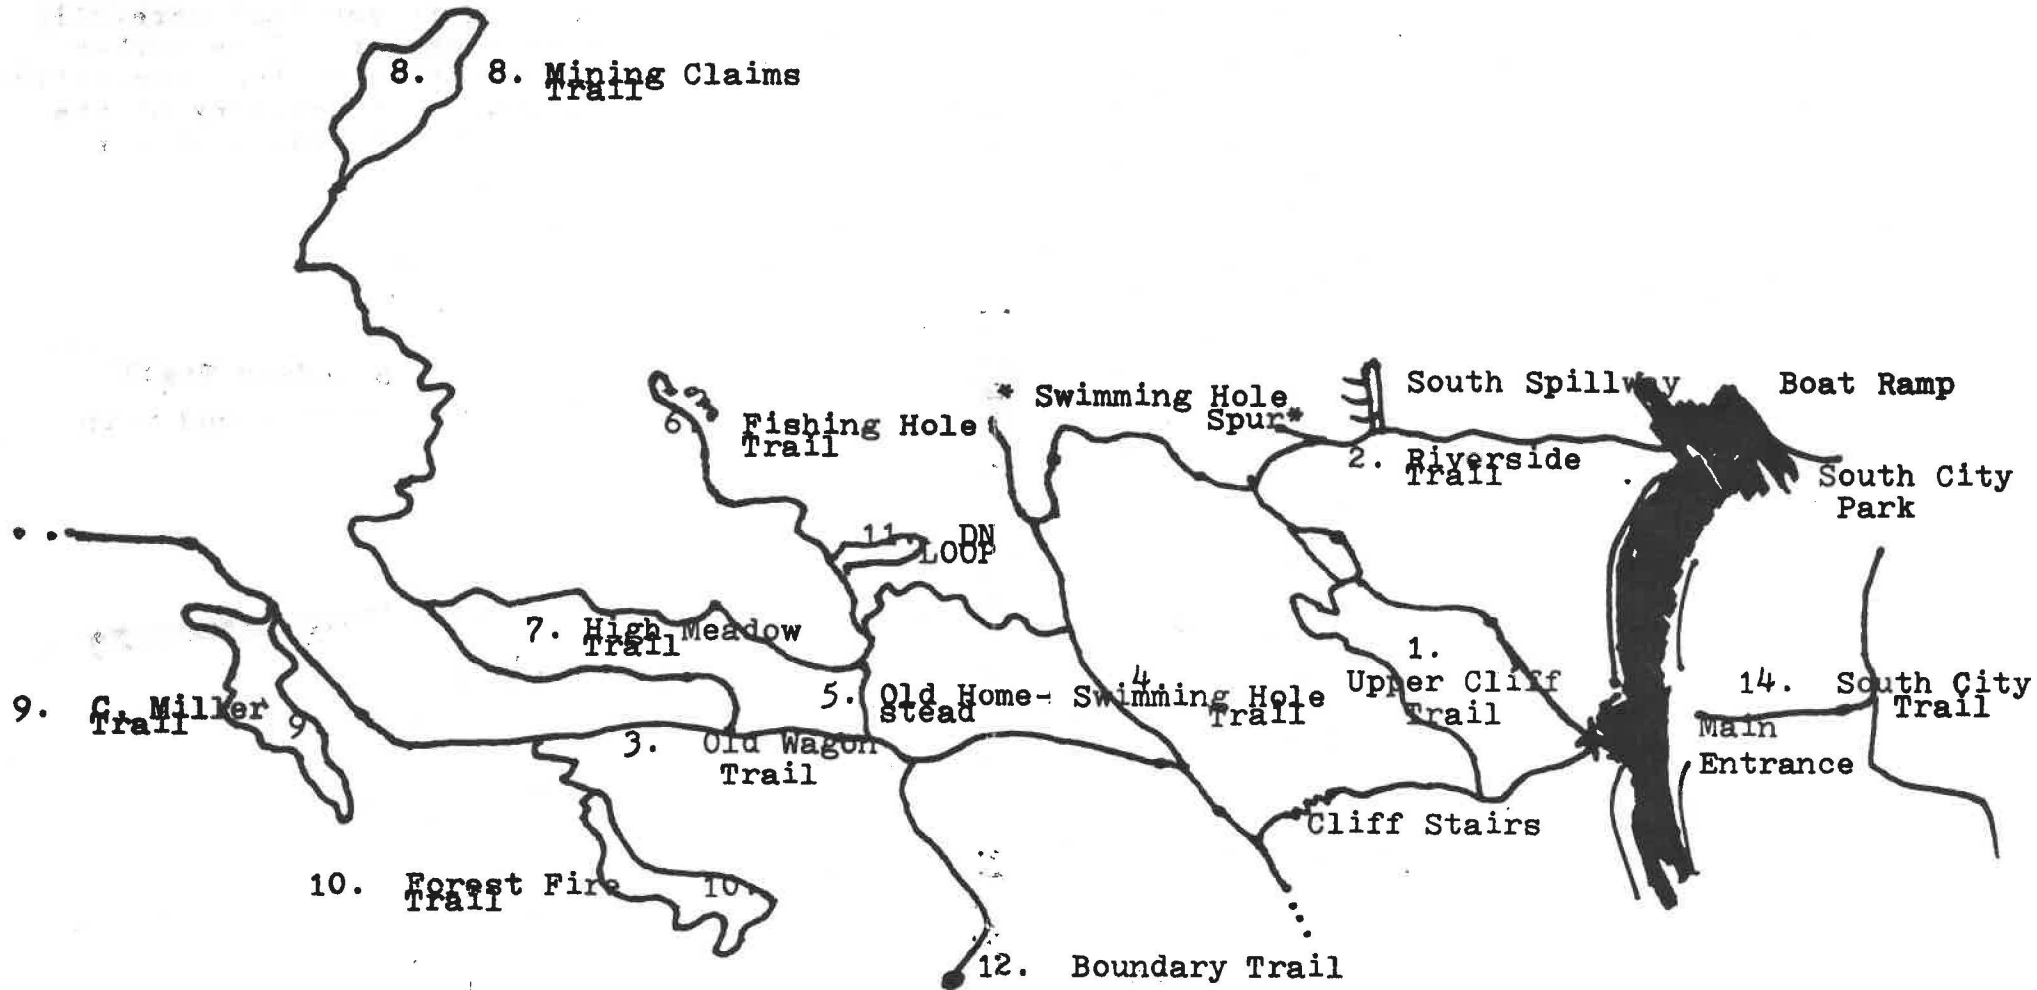 8.
8. Mining Claims
Trail
* Swimming Hole
Spur*
South Spillway
Boat Ramp
6.
Fishing Hole
Trail
2. Riverside
Trail
South City
Park
11. DN
LOOP
7. High Meadow
Trail
1.
Upper Cliff
Trail
4.
Swimming Hole
Trail
5. Old Home-
stead
14. South City
Trail
Main
Entrance
9. C. Miller
Trail
9
3. Old Wagon
Trail
Cliff Stairs
10. Forest Fire
Trail
10.
12. Boundary Trail